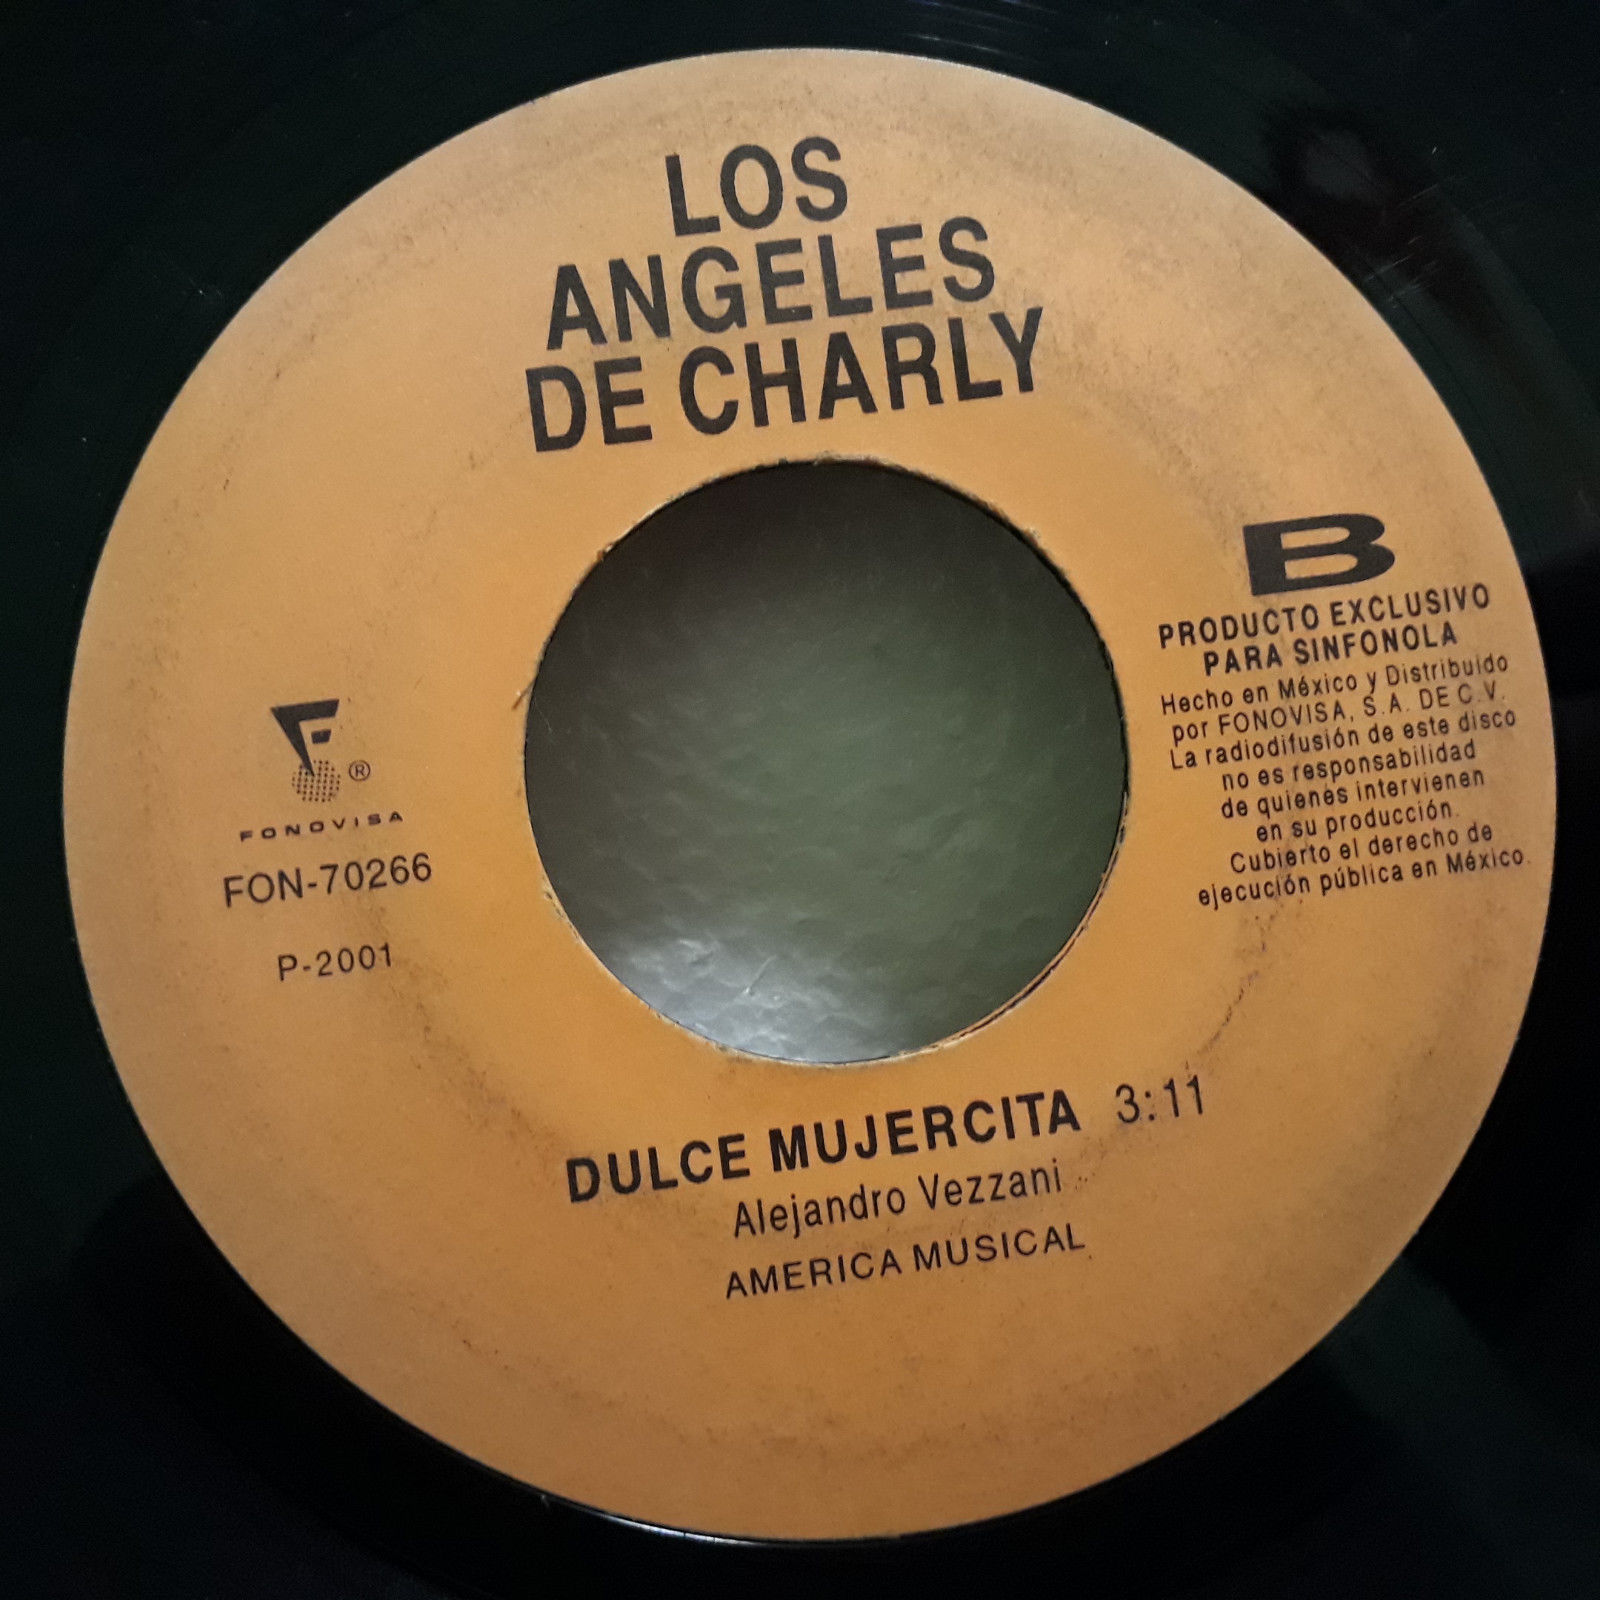 LOS
ANGELES
DE CHARLY
F
®
FONOVISA
FON-70266
P-2001
B
PRODUCTO EXCLUSIVO
PARA SINFONOLA
Hecho en México y Distribuido
por FONOVISA, S.A. DE C.V.
La radiodifusión de este disco
no es responsabilidad
de quienes intervienen
en su producción.
Cubierto el derecho de
ejecución pública en México.
DULCE MUJERCITA 3:11
Alejandro Vezzani
AMERICA MUSICAL